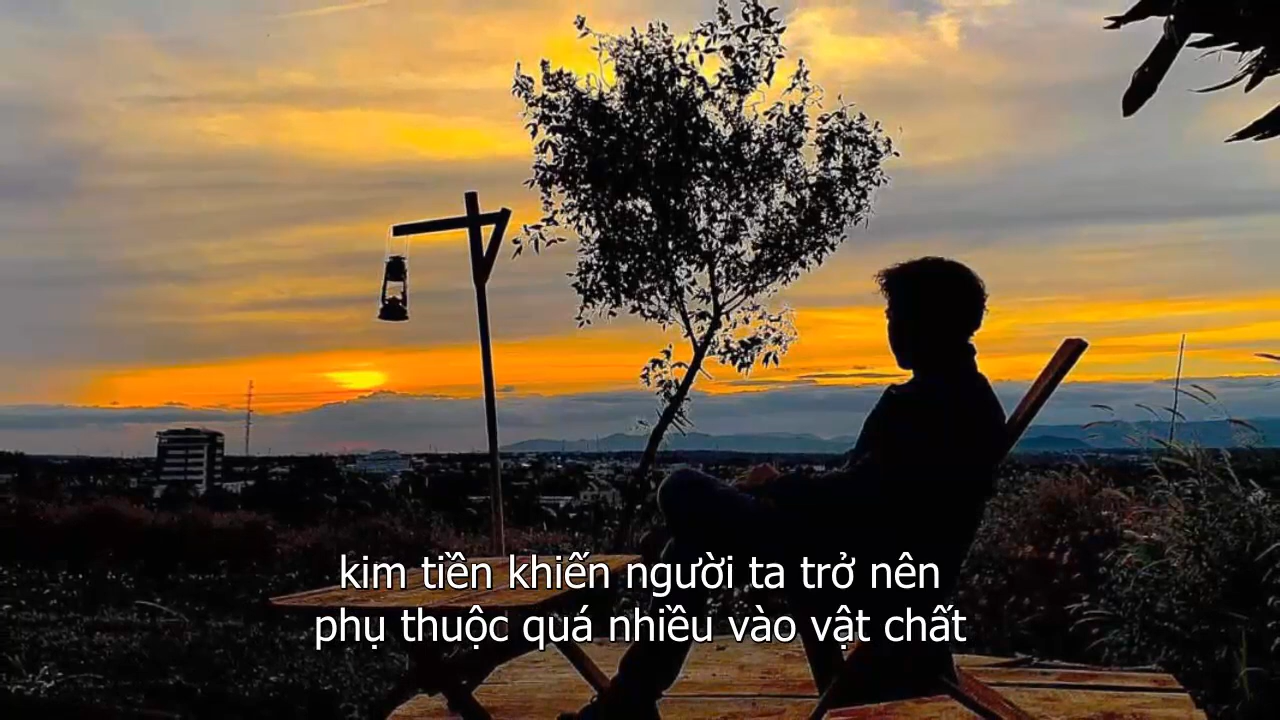 kim tiền khiến người ta trở nên
phụ thuộc quá nhiều vào vật chất